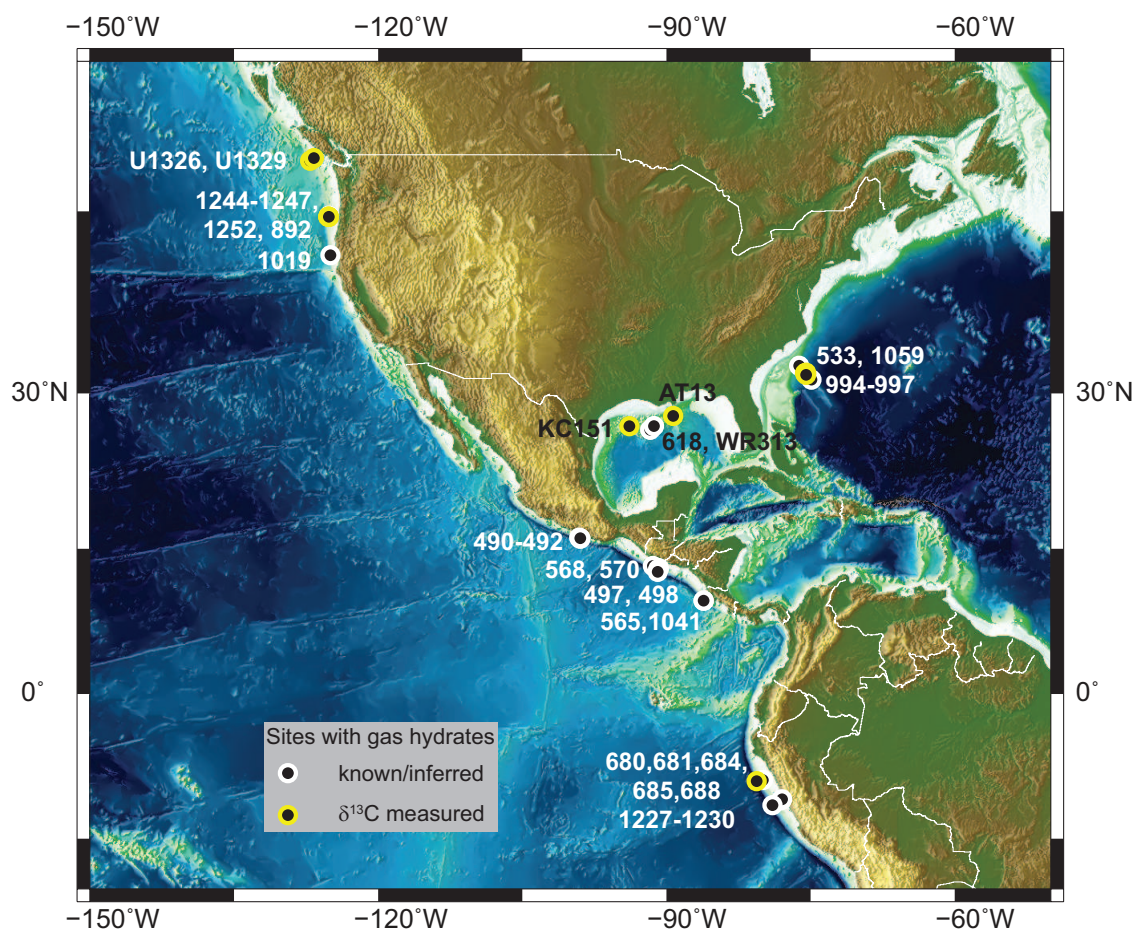 −150˚W −120˚W −90˚W −60˚W
U1326, U1329
1244-1247,
1252, 892
1019
533, 1059
994-997
30˚N 30˚N
AT13
KC151
618, WR313
490-492
568, 570
497, 498
565,1041
0˚ 0˚
Sites with gas hydrates
known/inferred
δ¹³C measured
680,681,684,
685,688
1227-1230
−150˚W −120˚W −90˚W −60˚W